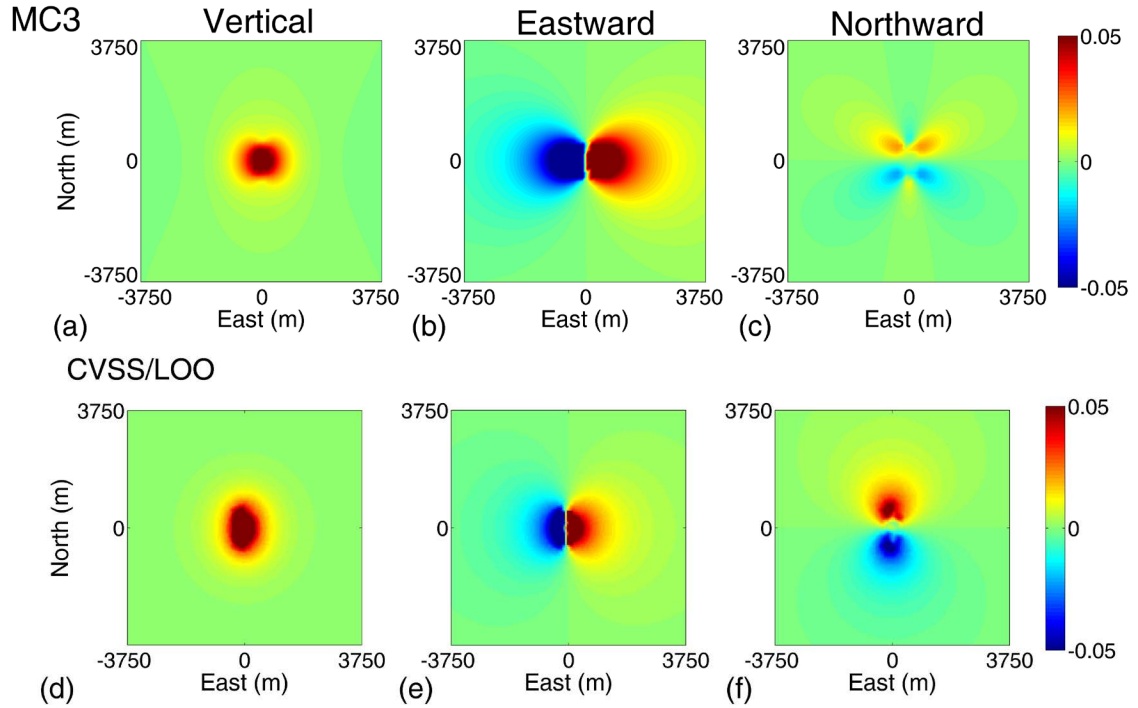 MC3 Vertical Eastward Northward
3750 3750 3750 0.05
North (m)
0 0 0 0
-3750 -3750 -3750 -0.05
-3750 0 3750 -3750 0 3750 -3750 0 3750
(a) East (m) (b) East (m) (c) East (m)
CVSS/LOO
3750 3750 3750 0.05
North (m)
0 0 0 0
-3750 -3750 -3750 -0.05
-3750 0 3750 -3750 0 3750 -3750 0 3750
(d) East (m) (e) East (m) (f) East (m)